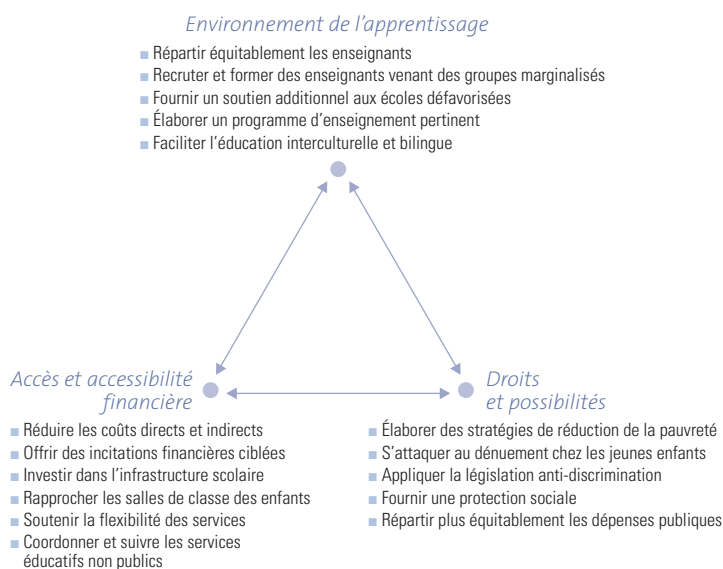 Environnement de l'apprentissage
■ Répartir équitablement les enseignants
■ Recruter et former des enseignants venant des groupes marginalisés
■ Fournir un soutien additionnel aux écoles défavorisées
■ Élaborer un programme d'enseignement pertinent
■ Faciliter l'éducation interculturelle et bilingue
Accès et accessibilité
financière
■ Réduire les coûts directs et indirects
■ Offrir des incitations financières ciblées
■ Investir dans l'infrastructure scolaire
■ Rapprocher les salles de classe des enfants
■ Soutenir la flexibilité des services
■ Coordonner et suivre les services
éducatifs non publics
Droits
et possibilités
■ Élaborer des stratégies de réduction de la pauvreté
■ S'attaquer au dénuement chez les jeunes enfants
■ Appliquer la législation anti-discrimination
■ Fournir une protection sociale
■ Répartir plus équitablement les dépenses publiques